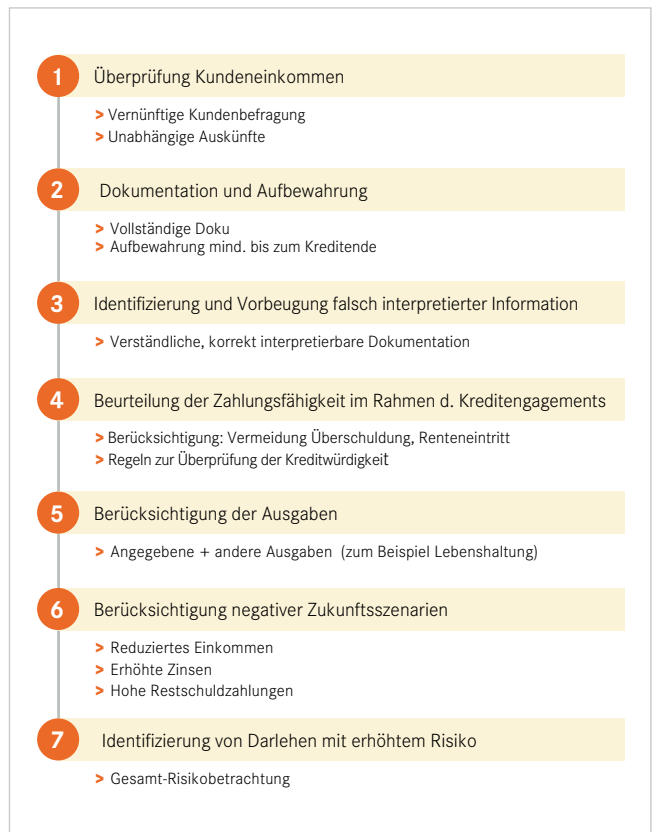 1 Überprüfung Kundeneinkommen
> Vernünftige Kundenbefragung
> Unabhängige Auskünfte
2 Dokumentation und Aufbewahrung
> Vollständige Doku
> Aufbewahrung mind. bis zum Kreditende
3 Identifizierung und Vorbeugung falsch interpretierter Information
> Verständliche, korrekt interpretierbare Dokumentation
4 Beurteilung der Zahlungsfähigkeit im Rahmen d. Kreditengagements
> Berücksichtigung: Vermeidung Überschuldung, Renteneintritt
> Regeln zur Überprüfung der Kreditwürdigkeit
5 Berücksichtigung der Ausgaben
> Angegebene + andere Ausgaben (zum Beispiel Lebenshaltung)
6 Berücksichtigung negativer Zukunftsszenarien
> Reduziertes Einkommen
> Erhöhte Zinsen
> Hohe Restschuldzahlungen
7 Identifizierung von Darlehen mit erhöhtem Risiko
> Gesamt-Risikobetrachtung